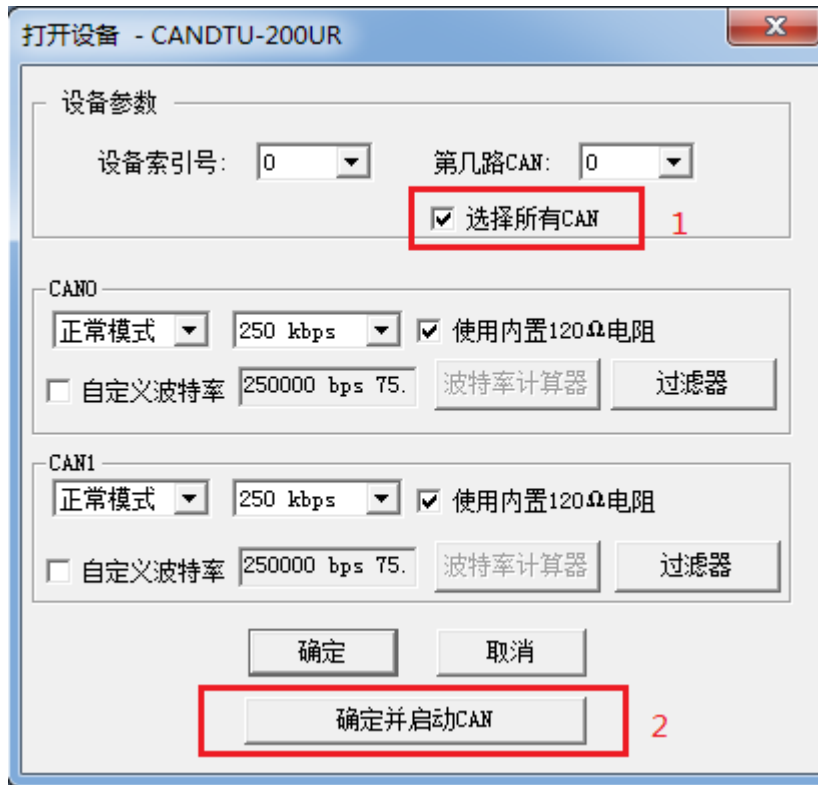 打开设备 - CANDTU-200UR
设备参数
设备索引号: 0 第几路CAN: 0
选择所有CAN 1
CAN0
正常模式 250 kbps 使用内置120Ω电阻
自定义波特率 250000 bps 75. 波特率计算器 过滤器
CAN1
正常模式 250 kbps 使用内置120Ω电阻
自定义波特率 250000 bps 75. 波特率计算器 过滤器
确定 取消
确定并启动CAN 2